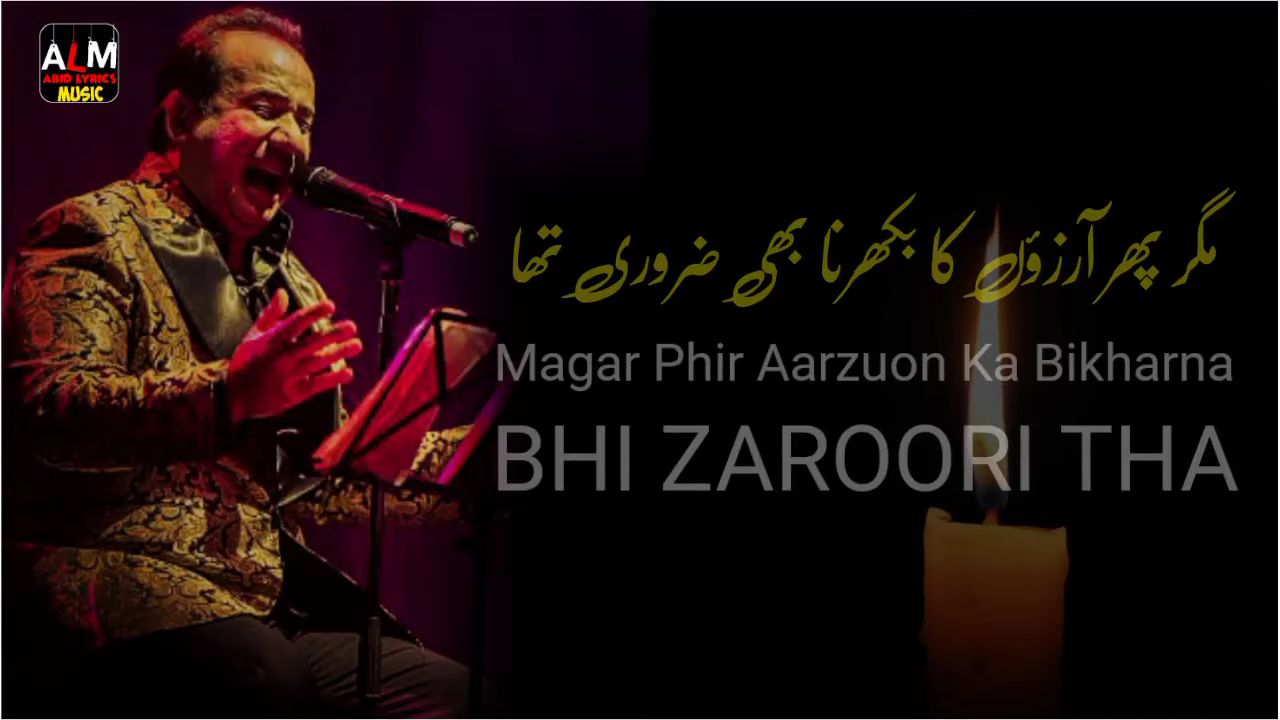 ALM
ABID LYRICS
MUSIC
مگر پھر آرزوؤں کا بکھرنا بھی ضروری تھا
Magar Phir Aarzuon Ka Bikharna
BHI ZAROORI THA